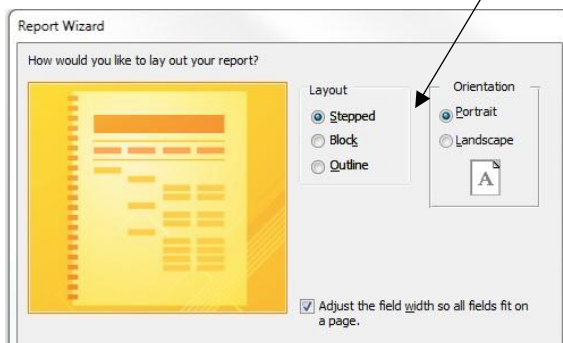 Report Wizard
How would you like to lay out your report?
Layout
Stepped
Block
Outline
Orientation
Portrait
Landscape
A
Adjust the field width so all fields fit on
a page.